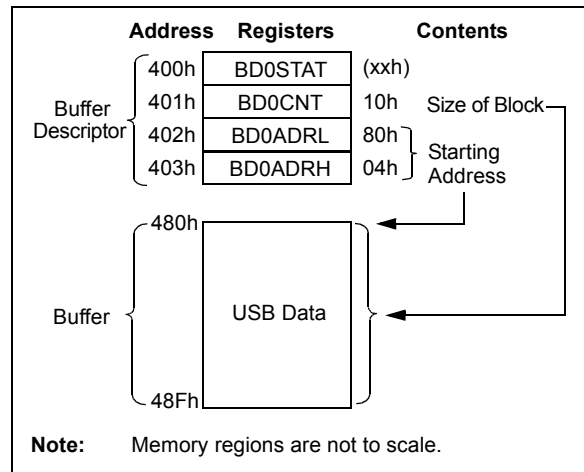 Address Registers Contents
400h BD0STAT (xxh)
401h BD0CNT 10h Size of Block
Buffer
Descriptor
402h BD0ADRL 80h
403h BD0ADRH 04h
Starting
Address
480h
Buffer USB Data
48Fh
Note: Memory regions are not to scale.